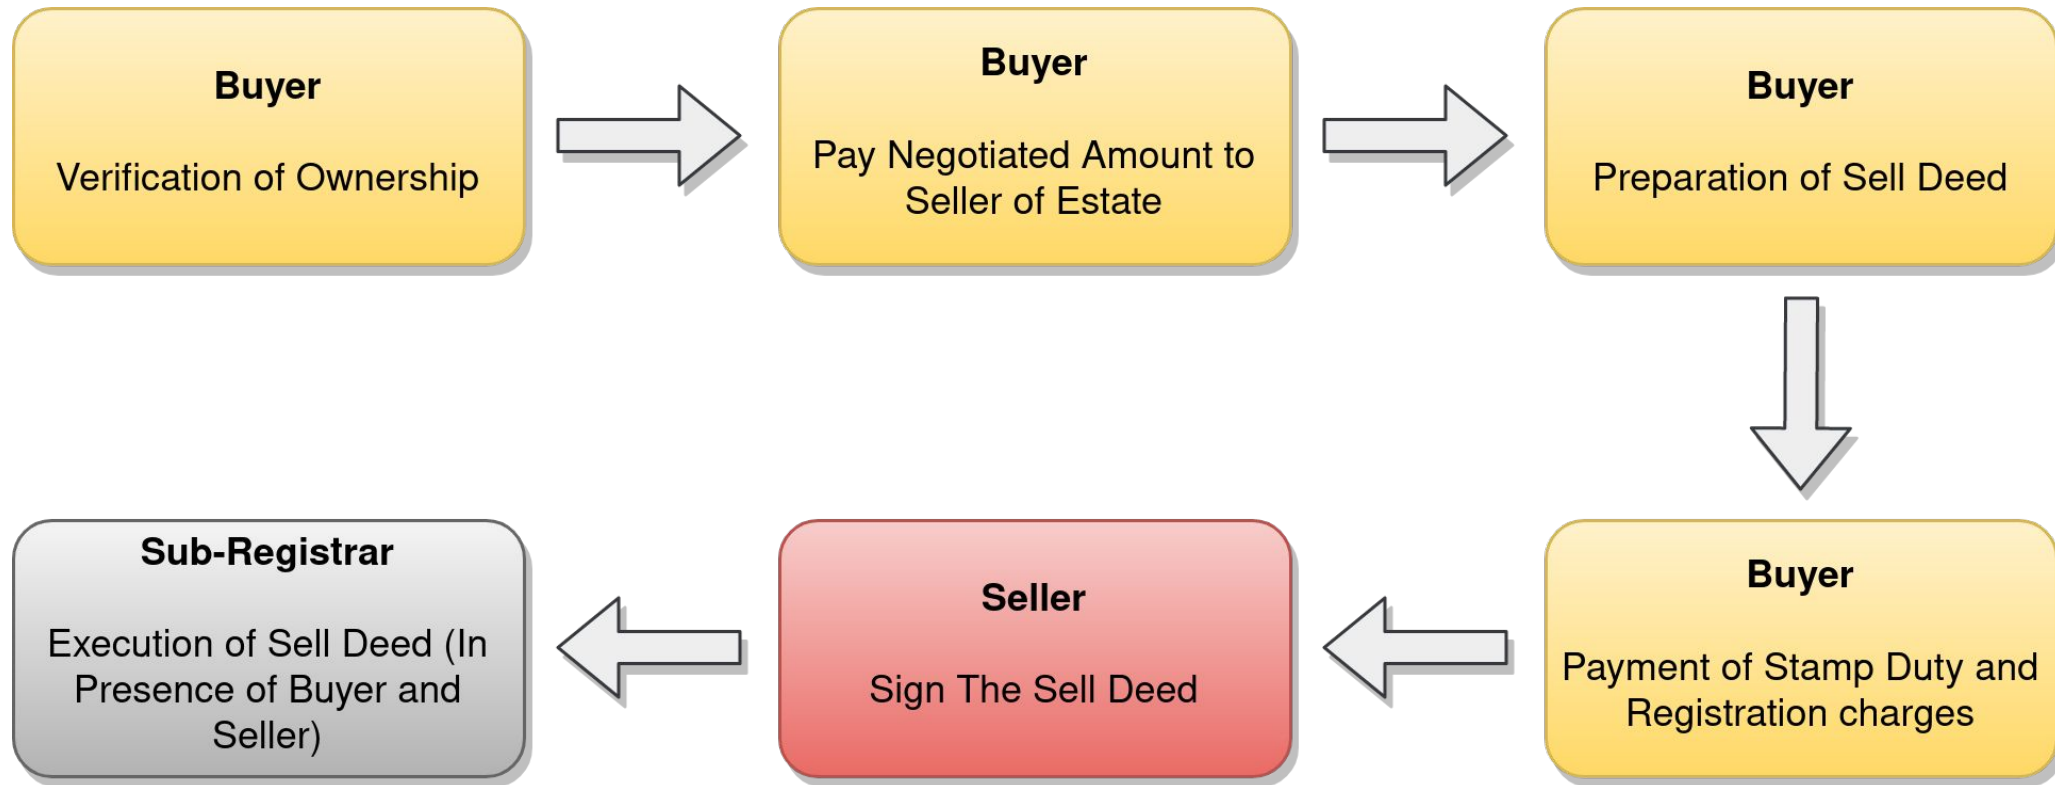 Buyer
Verification of Ownership
Buyer
Pay Negotiated Amount to
Seller of Estate
Buyer
Preparation of Sell Deed
Buyer
Payment of Stamp Duty and
Registration charges
Seller
Sign The Sell Deed
Sub-Registrar
Execution of Sell Deed (In
Presence of Buyer and
Seller)